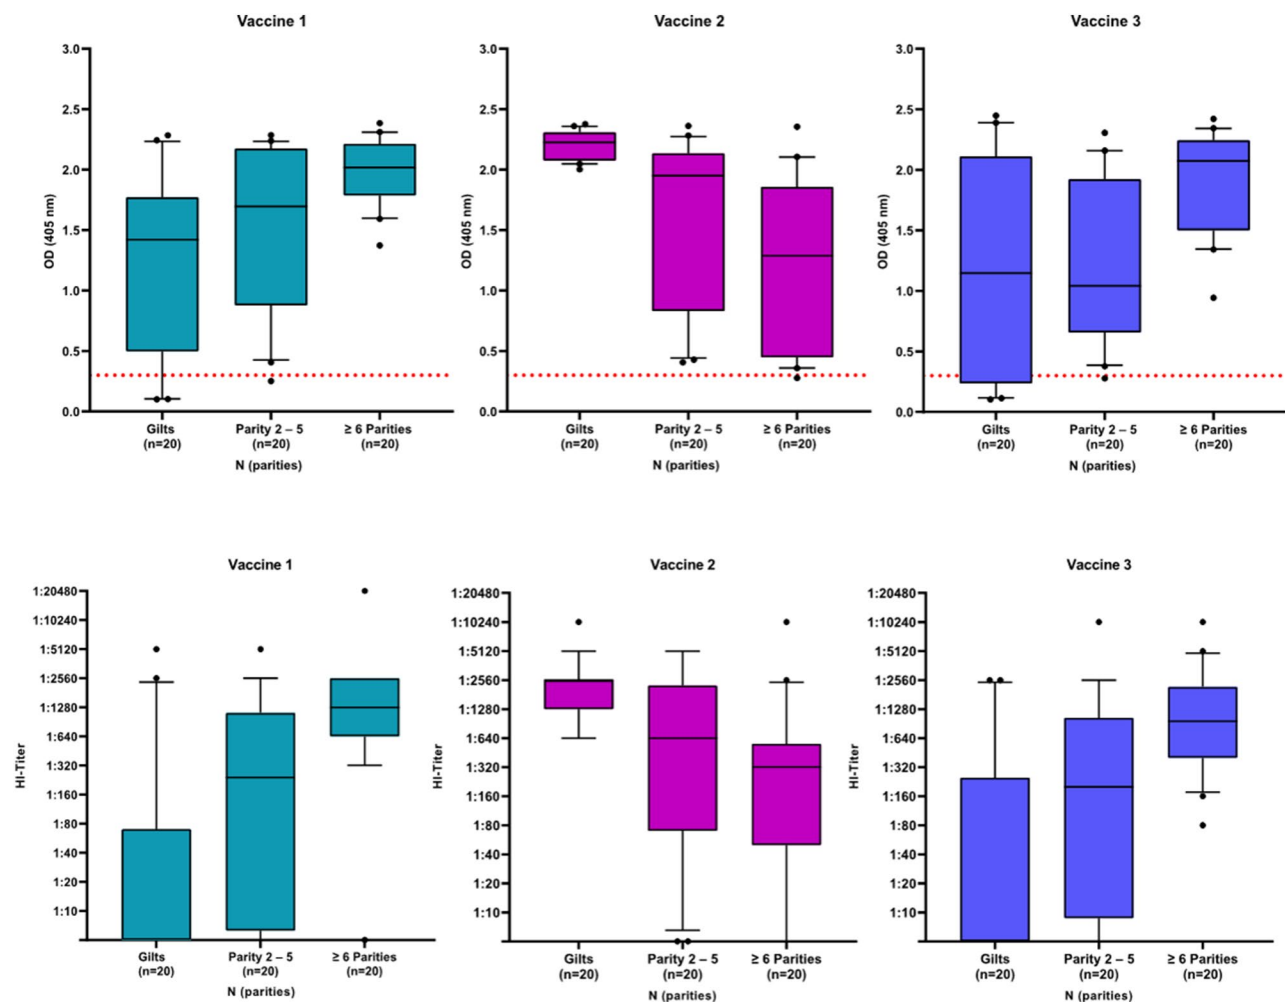 Vaccine 1
OD (405 nm)
3.0
2.5
2.0
1.5
1.0
0.5
0.0
Gilts
(n=20)
Parity 2 – 5
(n=20)
≥ 6 Parities
(n=20)
N (parities)
Vaccine 2
OD (405 nm)
3.0
2.5
2.0
1.5
1.0
0.5
0.0
Gilts
(n=20)
Parity 2 – 5
(n=20)
≥ 6 Parities
(n=20)
N (parities)
Vaccine 3
OD (405 nm)
3.0
2.5
2.0
1.5
1.0
0.5
0.0
Gilts
(n=20)
Parity 2 – 5
(n=20)
≥ 6 Parities
(n=20)
N (parities)
Vaccine 1
HI-Titer
1:20480
1:10240
1:5120
1:2560
1:1280
1:640
1:320
1:160
1:80
1:40
1:20
1:10
Gilts
(n=20)
Parity 2 – 5
(n=20)
≥ 6 Parities
(n=20)
N (parities)
Vaccine 2
HI-Titer
1:20480
1:10240
1:5120
1:2560
1:1280
1:640
1:320
1:160
1:80
1:40
1:20
1:10
Gilts
(n=20)
Parity 2 – 5
(n=20)
≥ 6 Parities
(n=20)
N (parities)
Vaccine 3
HI-Titer
1:20480
1:10240
1:5120
1:2560
1:1280
1:640
1:320
1:160
1:80
1:40
1:20
1:10
Gilts
(n=20)
Parity 2 – 5
(n=20)
≥ 6 Parities
(n=20)
N (parities)